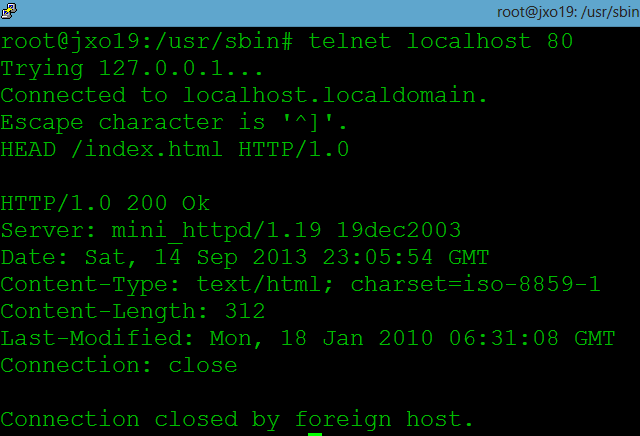 root@jxo19: /usr/sbin
root@jxo19:/usr/sbin# telnet localhost 80
Trying 127.0.0.1...
Connected to localhost.localdomain.
Escape character is '^]'.
HEAD /index.html HTTP/1.0
HTTP/1.0 200 Ok
Server: mini_httpd/1.19 19dec2003
Date: Sat, 14 Sep 2013 23:05:54 GMT
Content-Type: text/html; charset=iso-8859-1
Content-Length: 312
Last-Modified: Mon, 18 Jan 2010 06:31:08 GMT
Connection: close
Connection closed by foreign host.